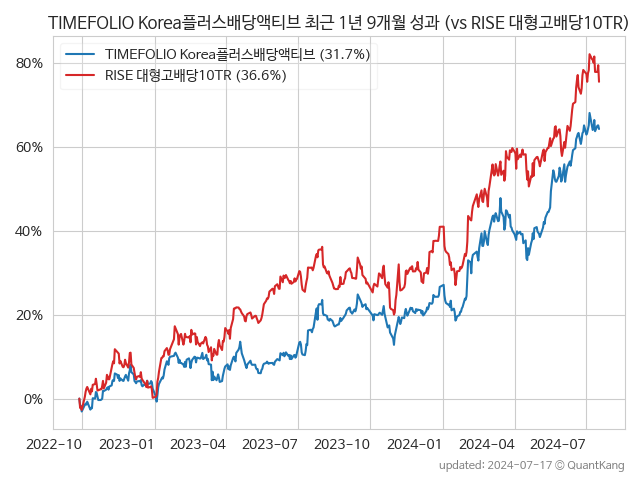 TIMEFOLIO Korea플러스배당액티브 최근 1년 9개월 성과 (vs RISE 대형고배당10TR)
TIMEFOLIO Korea플러스배당액티브 (31.7%)
RISE 대형고배당10TR (36.6%)
80%
60%
40%
20%
0%
2022-10 2023-01 2023-04 2023-07 2023-10 2024-01 2024-04 2024-07
updated: 2024-07-17 © QuantKang